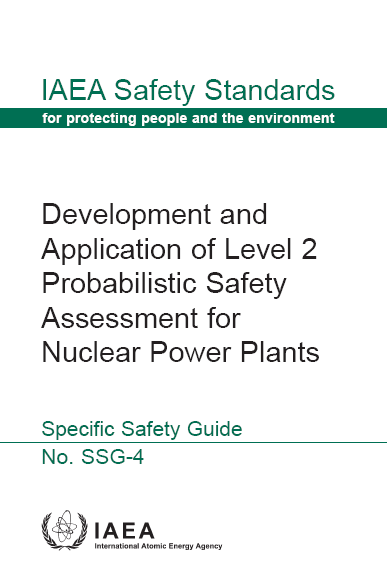 IAEA Safety Standards
for protecting people and the environment
Development and
Application of Level 2
Probabilistic Safety
Assessment for
Nuclear Power Plants
Specific Safety Guide
No. SSG-4
IAEA
International Atomic Energy Agency